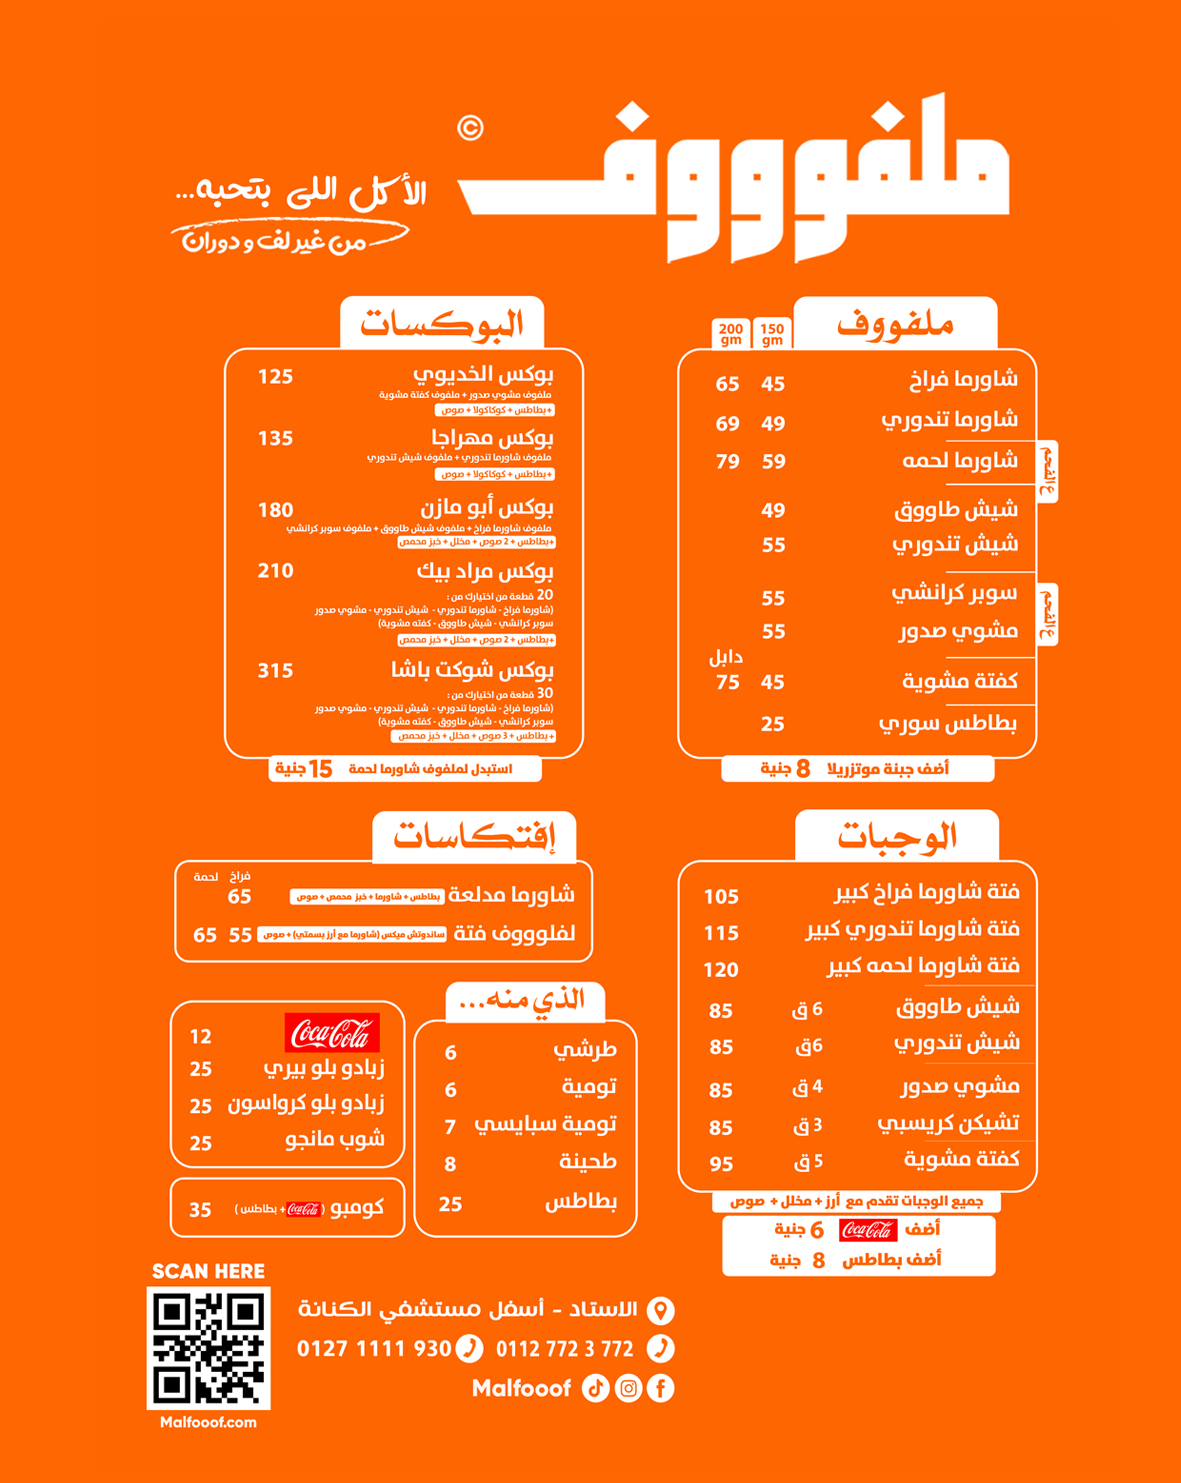 ملفوووف ©
الأكل اللى بتحبه...
من غير لف و دوران
ملفووف
150 gm
200 gm
شاورما فراخ 45 65
شاورما تندوري 49 69
ع الفحم
شاورما لحمه 59 79
شيش طاووق 49
شيش تندوري 55
ع الفحم
سوبر كرانشي 55
مشوي صدور 55
دابل
كفتة مشوية 45 75
بطاطس سوري 25
أضف جبنة موتزريلا 8 جنية
البوكسات
بوكس الخديوي 125
ملفوف مشوي صدور + ملفوف كفتة مشوية
+بطاطس + كوكاكولا + صوص
بوكس مهراجا 135
ملفوف شاورما تندوري + ملفوف شيش تندوري
+بطاطس + كوكاكولا + صوص
بوكس أبو مازن 180
ملفوف شاورما فراخ + ملفوف شيش طاووق + ملفوف سوبر كرانشي
+بطاطس + 2 صوص + مخلل + خبز محمص
بوكس مراد بيك 210
20 قطعة من اختيارك من :
(شاورما فراخ - شاورما تندوري - شيش تندوري - مشوي صدور
سوبر كرانشي - شيش طاووق - كفته مشوية)
+بطاطس + 2 صوص + مخلل + خبز محمص
بوكس شوكت باشا 315
30 قطعة من اختيارك من :
(شاورما فراخ - شاورما تندوري - شيش تندوري - مشوي صدور
سوبر كرانشي - شيش طاووق - كفته مشوية)
+ بطاطس + 3 صوص + مخلل + خبز محمص
استبدل لملفوف شاورما لحمة 15 جنية
الوجبات
فتة شاورما فراخ كبير 105
فتة شاورما تندوري كبير 115
فتة شاورما لحمه كبير 120
شيش طاووق 6 ق 85
شيش تندوري 6ق 85
مشوي صدور 4 ق 85
تشيكن كريسبي 3 ق 85
كفتة مشوية 5 ق 95
جميع الوجبات تقدم مع أرز + مخلل + صوص
أضف Coca-Cola 6 جنية
أضف بطاطس 8 جنية
إفتكاسات
فراخ لحمة
شاورما مدلعة بطاطس + شاورما + خبز محمص + صوص 65
لفلوووف فتة ساندوتش ميكس (شاورما مع أرز بسمتي) + صوص 55 65
الذي منه...
طرشي 6
تومية 6
تومية سبايسي 7
طحينة 8
بطاطس 25
Coca-Cola 12
زبادو بلو بيري 25
زبادو بلو كرواسون 25
شوب مانجو 25
كومبو (Coca-Cola + بطاطس) 35
SCAN HERE
Malfooof.com
الاستاد - أسفل مستشفي الكنانة
0112 772 3 772
0127 1111 930
Malfooof